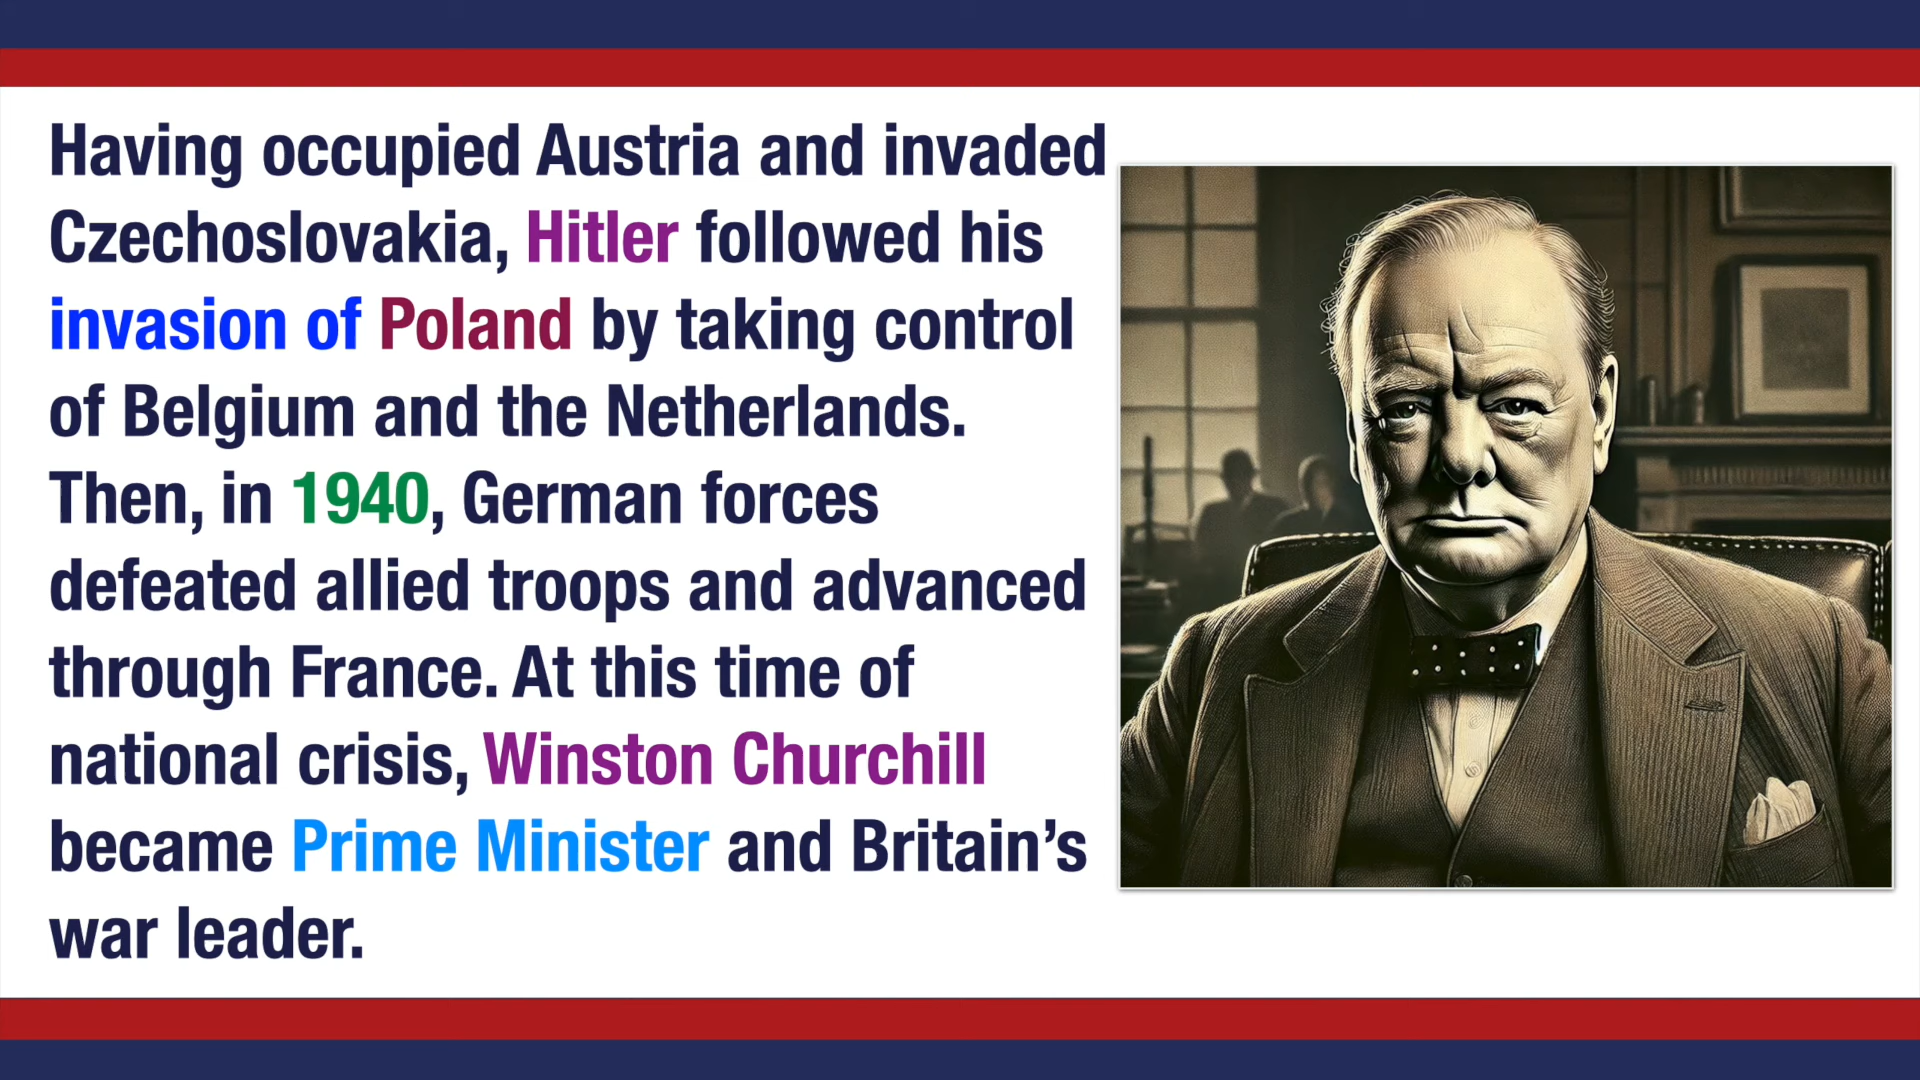 Having occupied Austria and invaded
Czechoslovakia, Hitler followed his
invasion of Poland by taking control
of Belgium and the Netherlands.
Then, in 1940, German forces
defeated allied troops and advanced
through France. At this time of
national crisis, Winston Churchill
became Prime Minister and Britain’s
war leader.